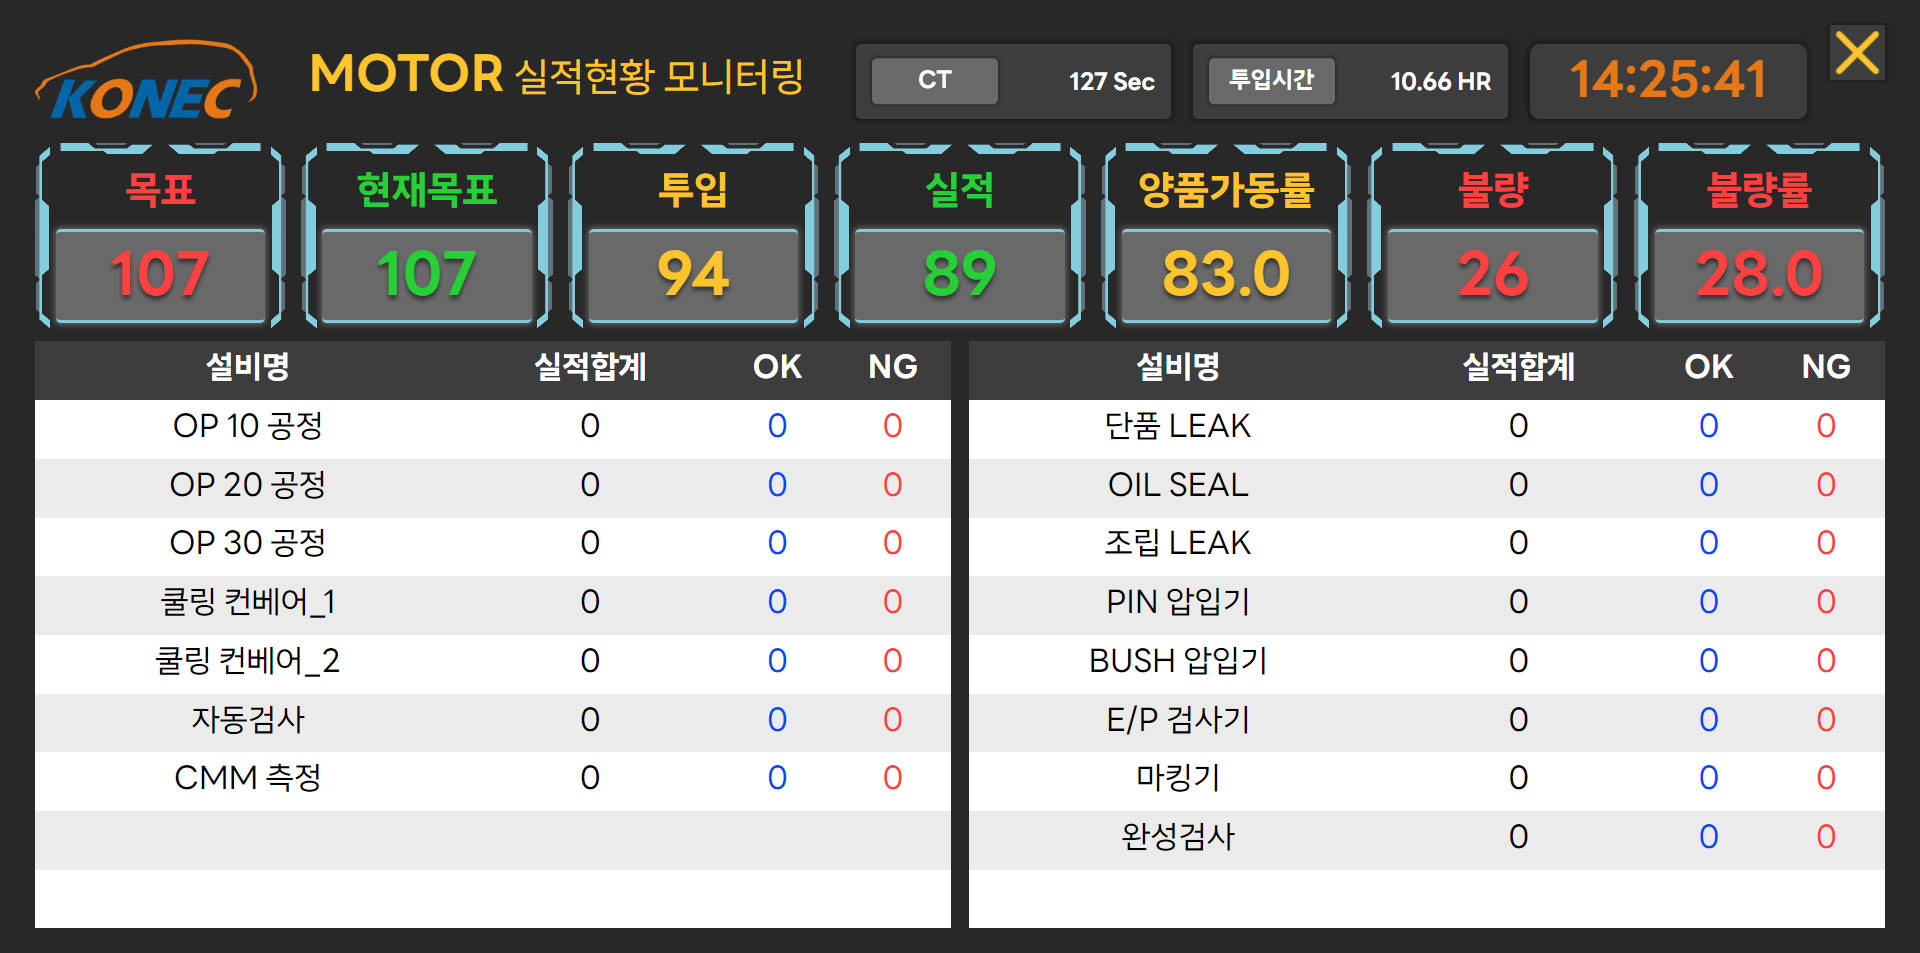 KONEC
MOTOR 실적현황 모니터링
CT 127 Sec
투입시간 10.66 HR
14:25:41
목표 현재목표 투입 실적 양품가동률 불량 불량률
107 107 94 89 83.0 26 28.0
설비명 실적합계 OK NG
OP 10 공정 0 0 0
OP 20 공정 0 0 0
OP 30 공정 0 0 0
쿨링 컨베어_1 0 0 0
쿨링 컨베어_2 0 0 0
자동검사 0 0 0
CMM 측정 0 0 0
설비명 실적합계 OK NG
단품 LEAK 0 0 0
OIL SEAL 0 0 0
조립 LEAK 0 0 0
PIN 압입기 0 0 0
BUSH 압입기 0 0 0
E/P 검사기 0 0 0
마킹기 0 0 0
완성검사 0 0 0